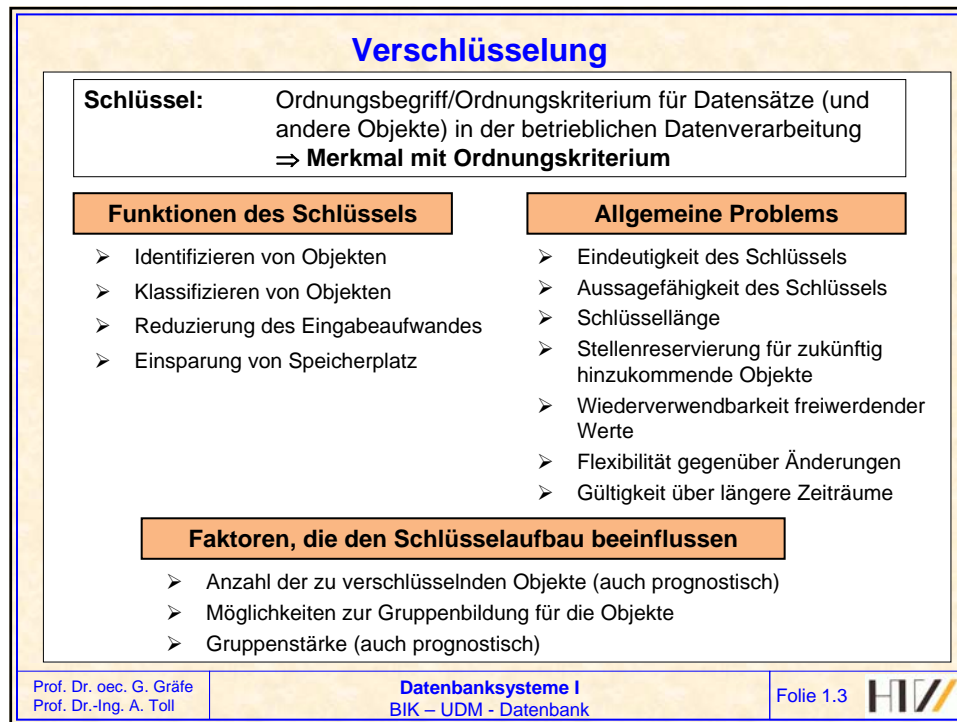 Verschlüsselung
Schlüssel: Ordnungsbegriff/Ordnungskriterium für Datensätze (und
andere Objekte) in der betrieblichen Datenverarbeitung
⇒ Merkmal mit Ordnungskriterium
Funktionen des Schlüssels
➢ Identifizieren von Objekten
➢ Klassifizieren von Objekten
➢ Reduzierung des Eingabeaufwandes
➢ Einsparung von Speicherplatz
Allgemeine Problems
➢ Eindeutigkeit des Schlüssels
➢ Aussagefähigkeit des Schlüssels
➢ Schlüssellänge
➢ Stellenreservierung für zukünftig
hinzukommende Objekte
➢ Wiederverwendbarkeit freiwerdender
Werte
➢ Flexibilität gegenüber Änderungen
➢ Gültigkeit über längere Zeiträume
Faktoren, die den Schlüsselaufbau beeinflussen
➢ Anzahl der zu verschlüsselnden Objekte (auch prognostisch)
➢ Möglichkeiten zur Gruppenbildung für die Objekte
➢ Gruppenstärke (auch prognostisch)
Prof. Dr. oec. G. Gräfe
Prof. Dr.-Ing. A. Toll
Datenbanksysteme I
BIK – UDM - Datenbank
Folie 1.3
HTW